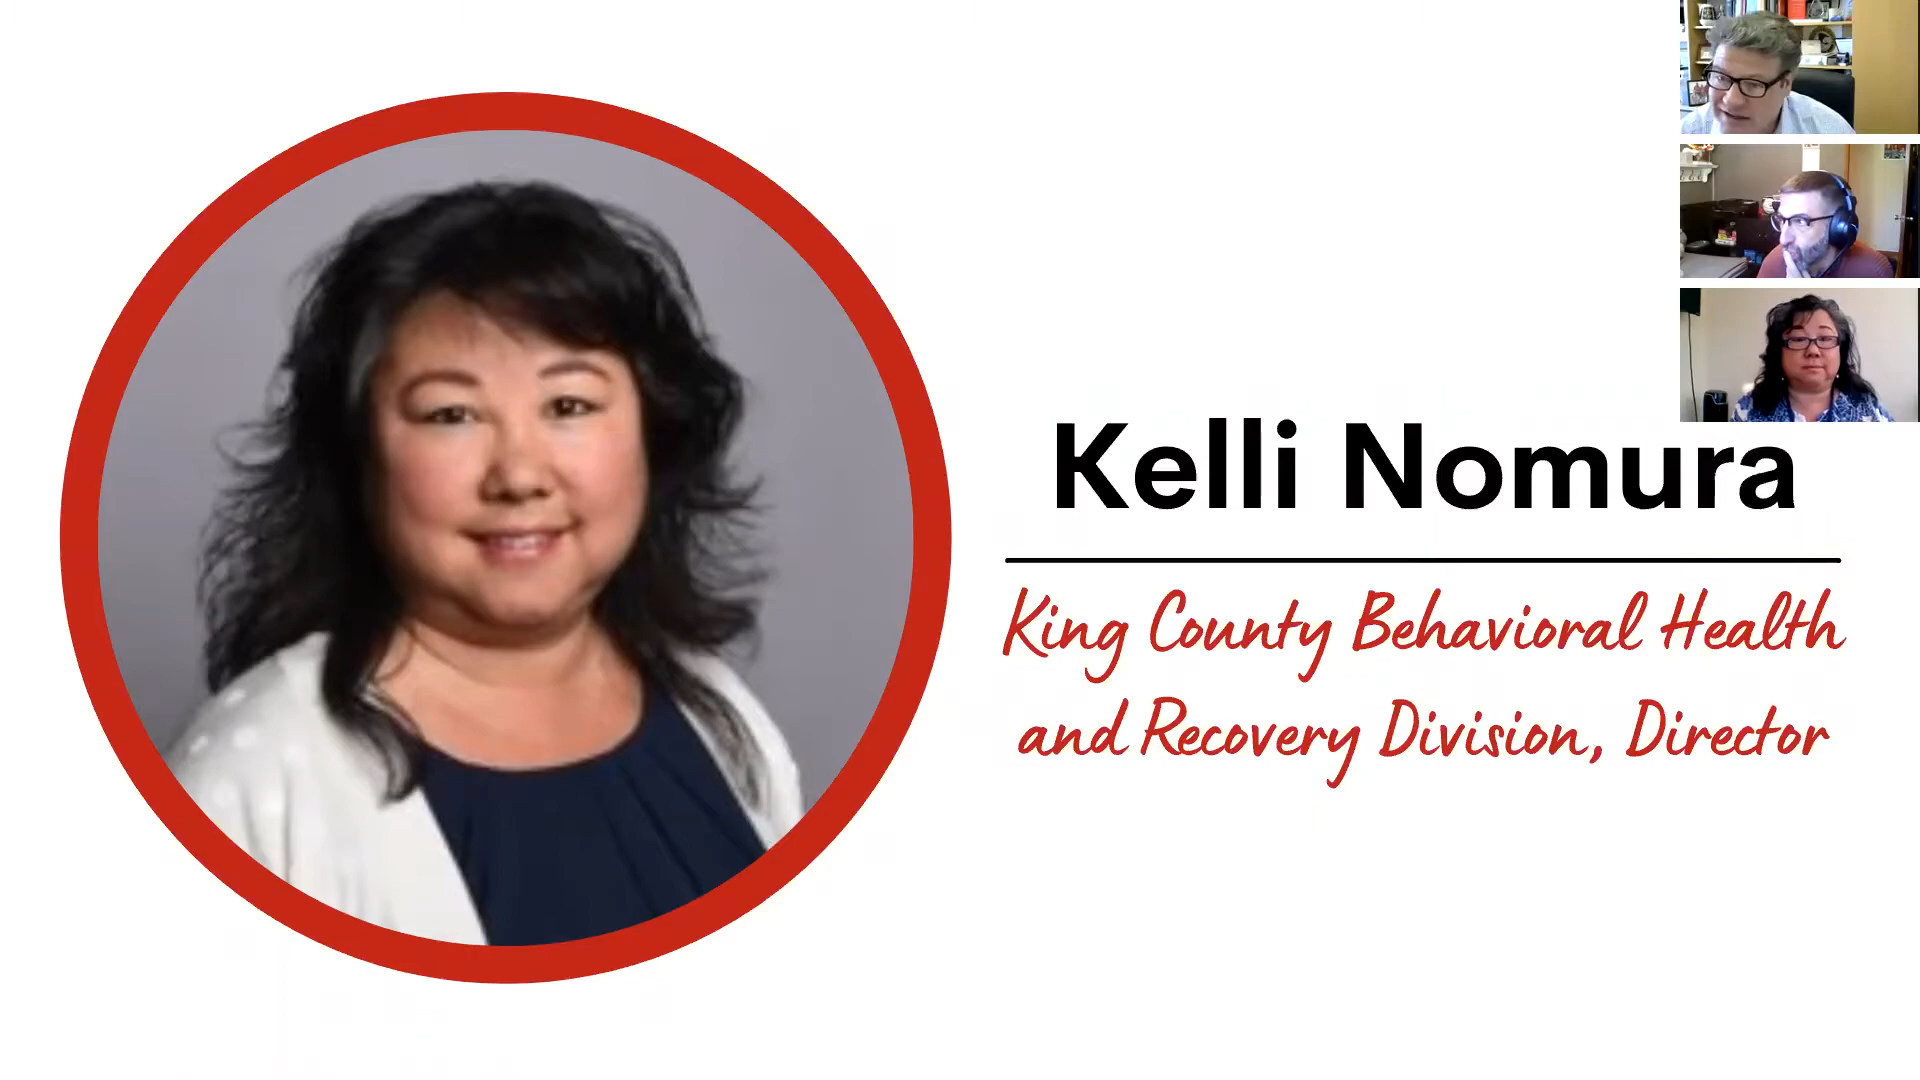 Kelli Nomura
King County Behavioral Health
and Recovery Division, Director